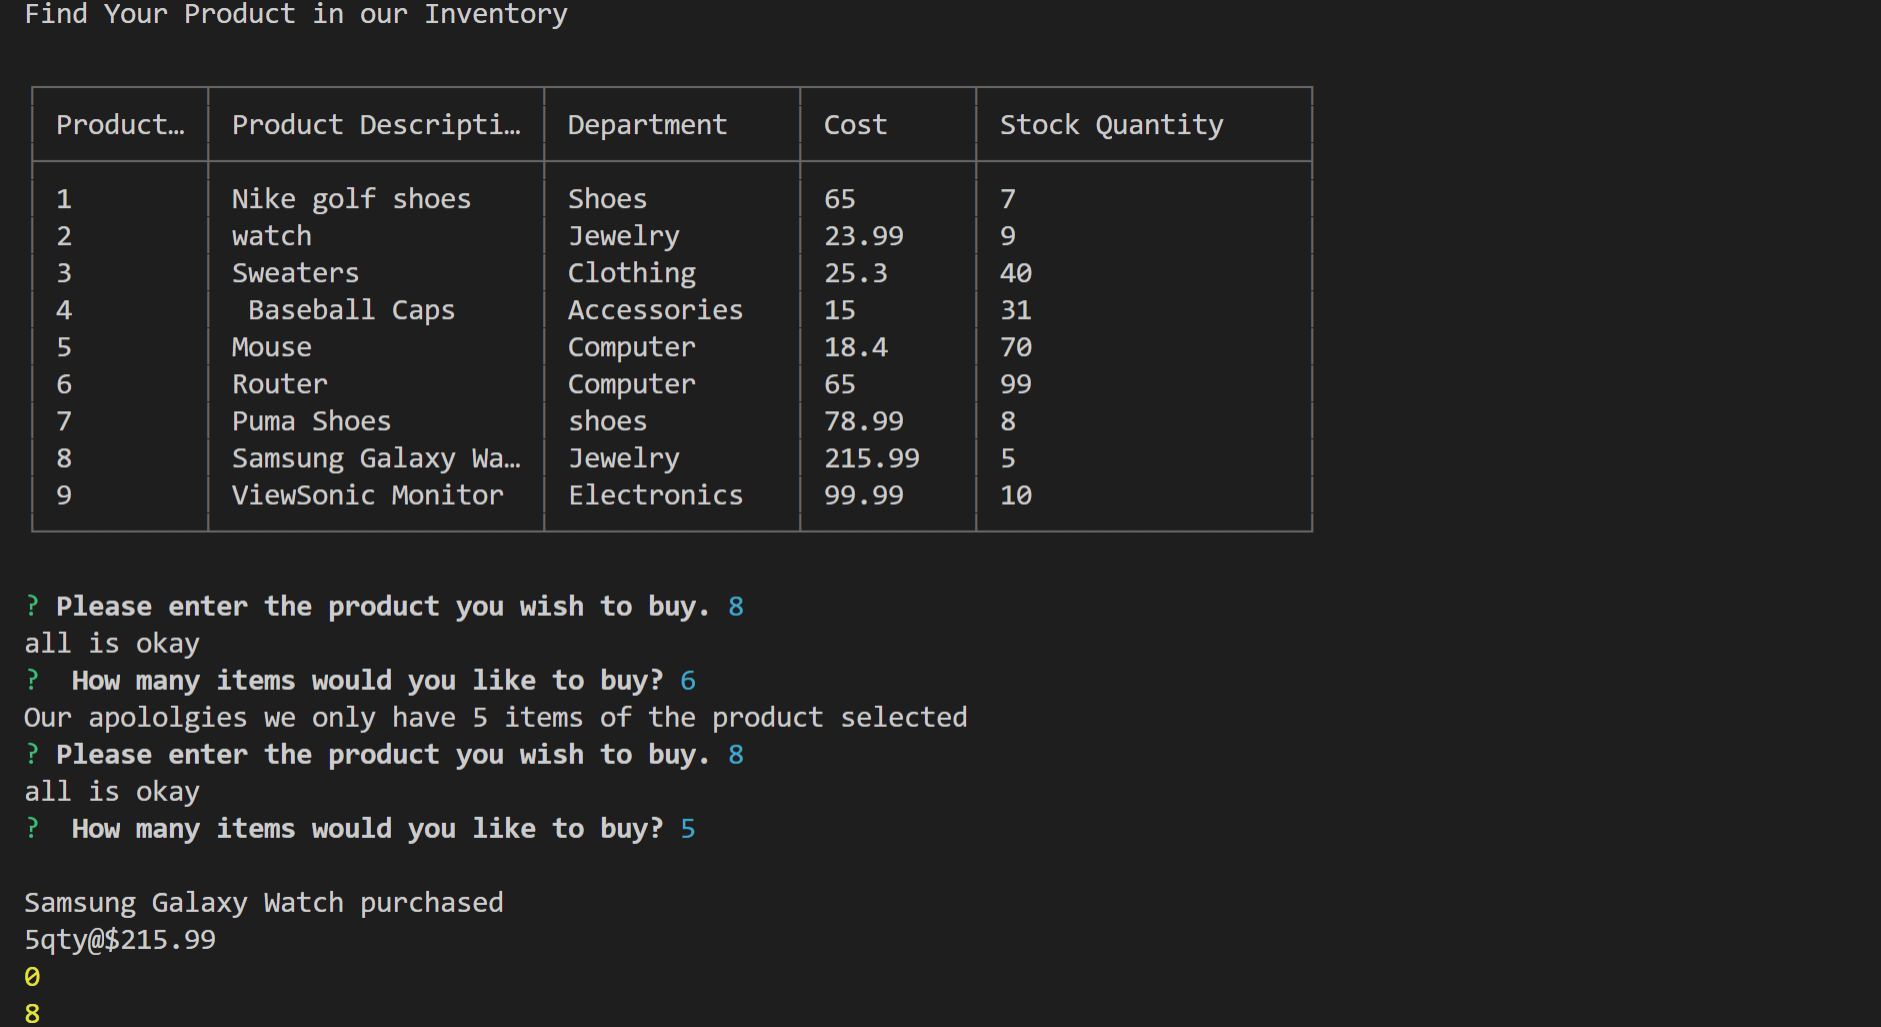 Find Your Product in our Inventory
Product… Product Descripti… Department Cost Stock Quantity
1 Nike golf shoes Shoes 65 7
2 watch Jewelry 23.99 9
3 Sweaters Clothing 25.3 40
4 Baseball Caps Accessories 15 31
5 Mouse Computer 18.4 70
6 Router Computer 65 99
7 Puma Shoes shoes 78.99 8
8 Samsung Galaxy Wa… Jewelry 215.99 5
9 ViewSonic Monitor Electronics 99.99 10
? Please enter the product you wish to buy. 8
all is okay
? How many items would you like to buy? 6
Our apololgies we only have 5 items of the product selected
? Please enter the product you wish to buy. 8
all is okay
? How many items would you like to buy? 5
Samsung Galaxy Watch purchased
5qty@$215.99
0
8